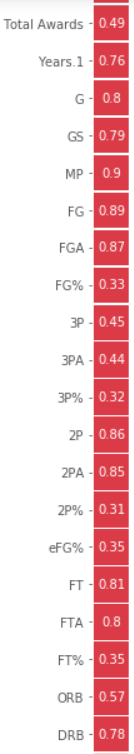 Total Awards - 0.49
Years.1 - 0.76
G - 0.8
GS - 0.79
MP - 0.9
FG - 0.89
FGA - 0.87
FG% - 0.33
3P - 0.45
3PA - 0.44
3P% - 0.32
2P - 0.86
2PA - 0.85
2P% - 0.31
eFG% - 0.35
FT - 0.81
FTA - 0.8
FT% - 0.35
ORB - 0.57
DRB - 0.78